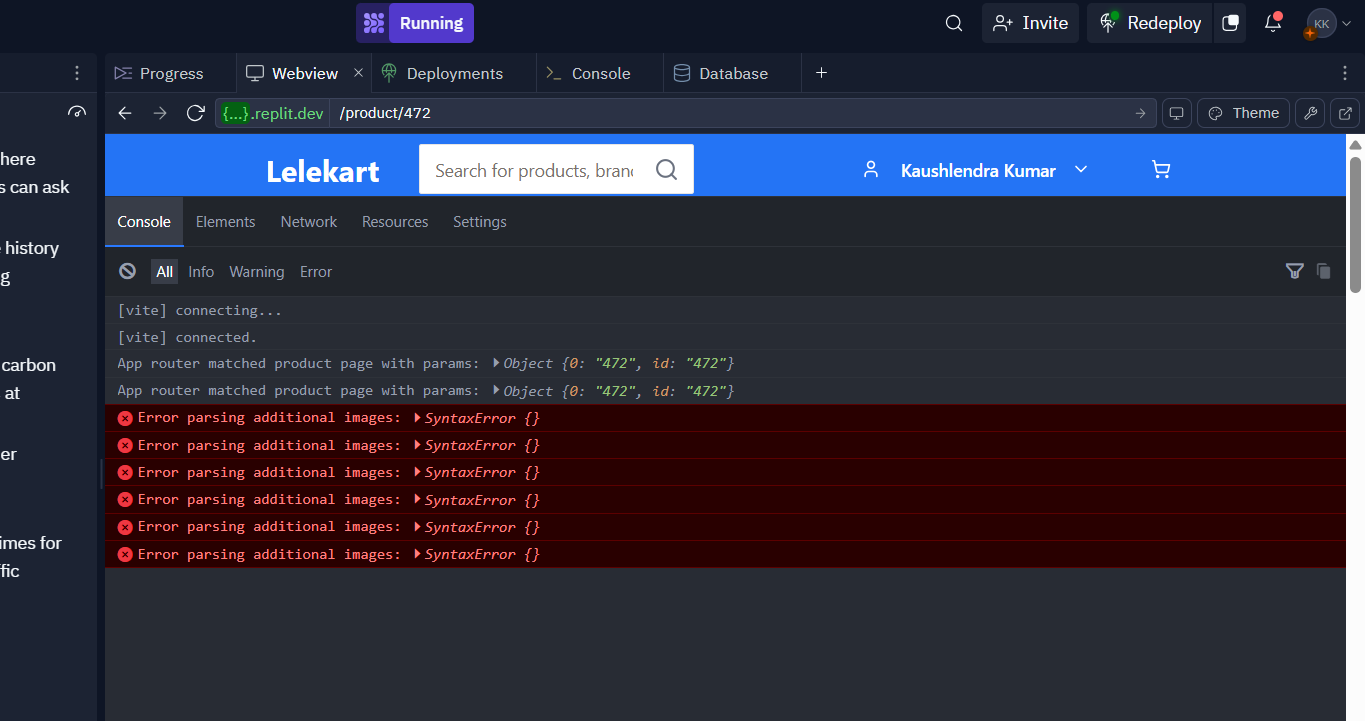 Running
Invite
Redeploy
KK
Progress
Webview
Deployments
Console
Database
{...}.replit.dev
/product/472
Theme
here
s can ask
history
g
carbon
at
er
imes for
fic
Lelekart
Search for products, bran
Kaushlendra Kumar
Console Elements Network Resources Settings
All Info Warning Error
[vite] connecting...
[vite] connected.
App router matched product page with params: Object {0: "472", id: "472"}
App router matched product page with params: Object {0: "472", id: "472"}
Error parsing additional images: SyntaxError {}
Error parsing additional images: SyntaxError {}
Error parsing additional images: SyntaxError {}
Error parsing additional images: SyntaxError {}
Error parsing additional images: SyntaxError {}
Error parsing additional images: SyntaxError {}